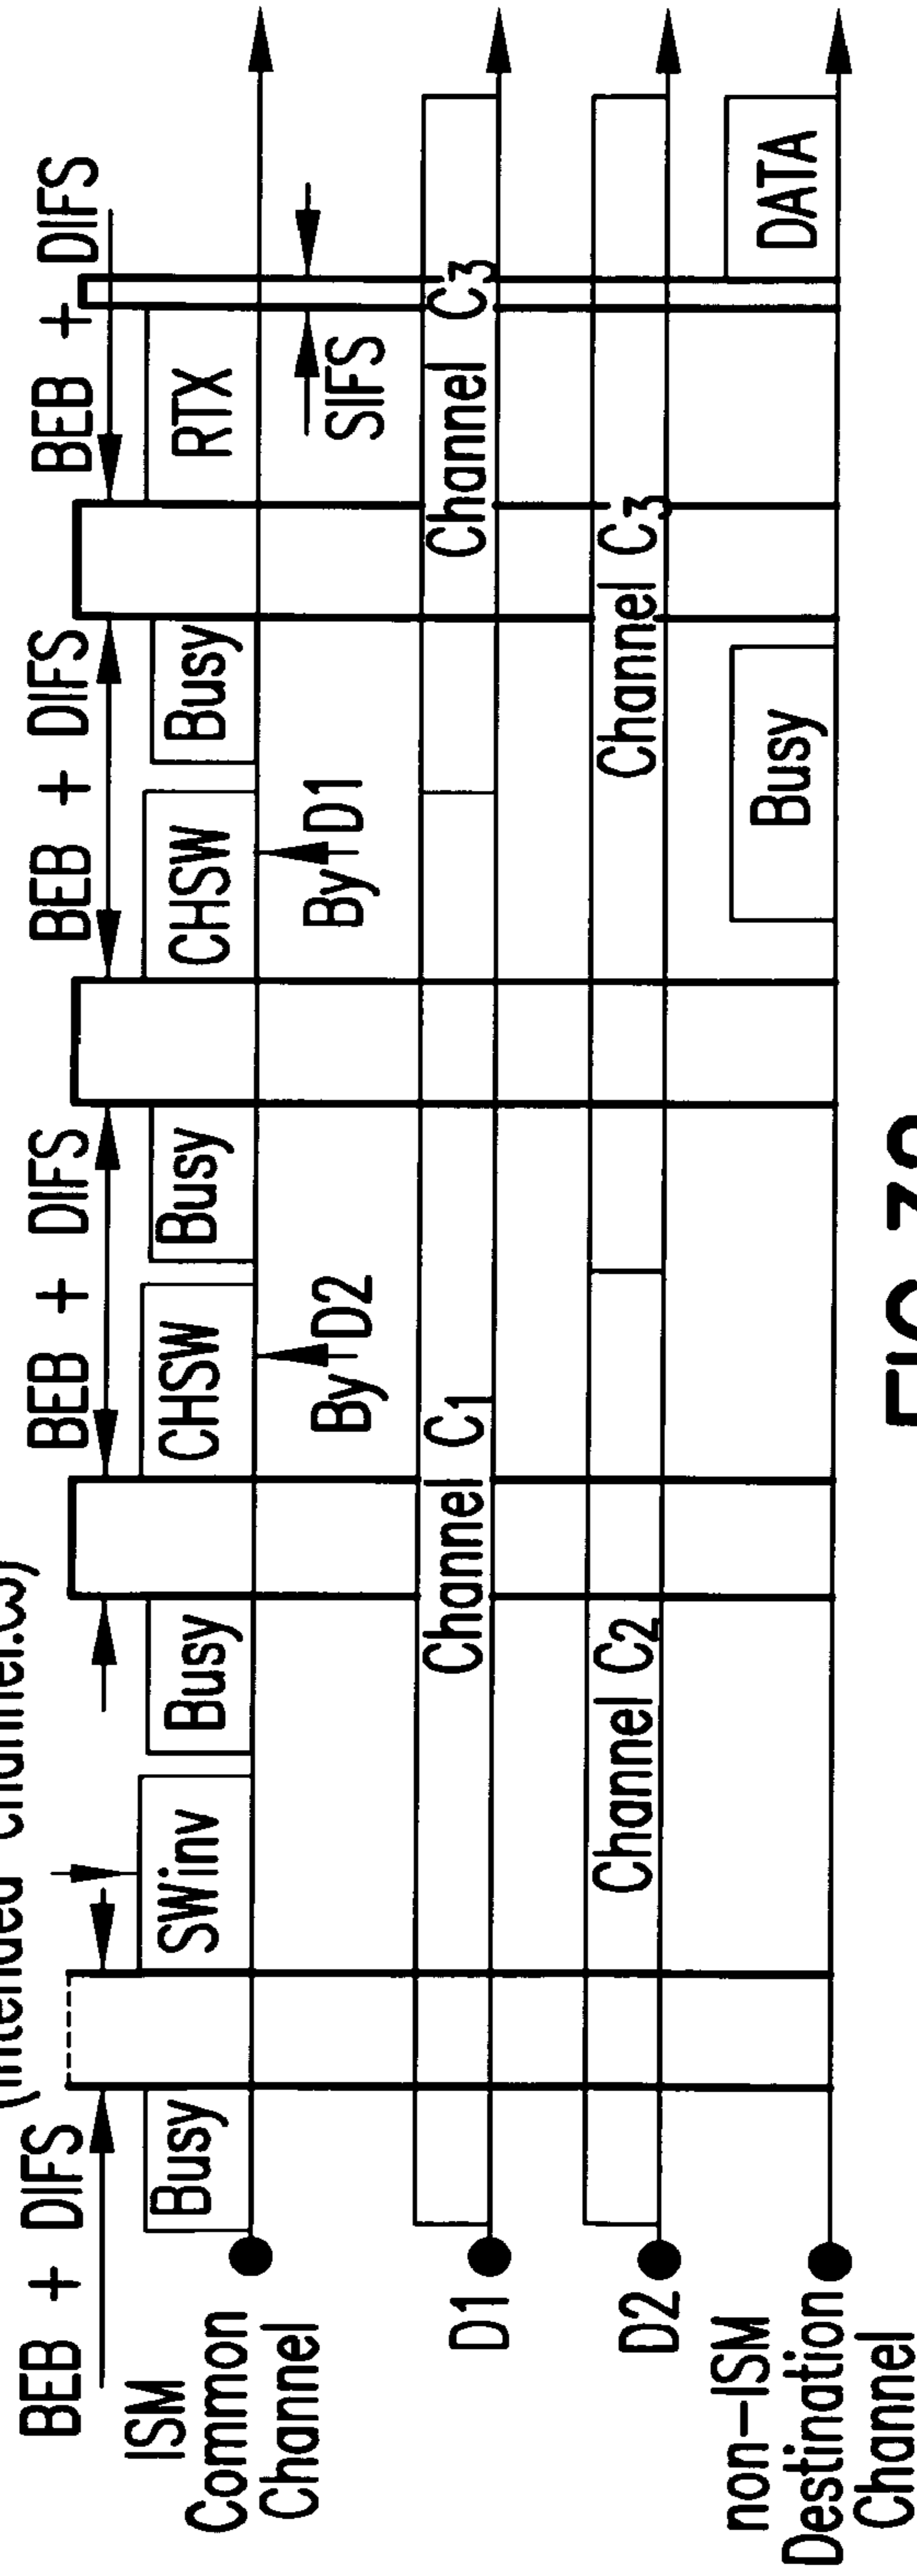 BEB + DIFS
(intended channel:C3)
BEB + DIFS
BEB + DIFS
BEB + DIFS
ISM
Common
Channel
Busy
SWinv
Busy
CHSW
Busy
CHSW
Busy
RTX
By D2
By D1
SIFS
D1
Channel C1
Channel C3
D2
Channel C2
Channel C3
non-ISM
Destination
Channel
Busy
DATA